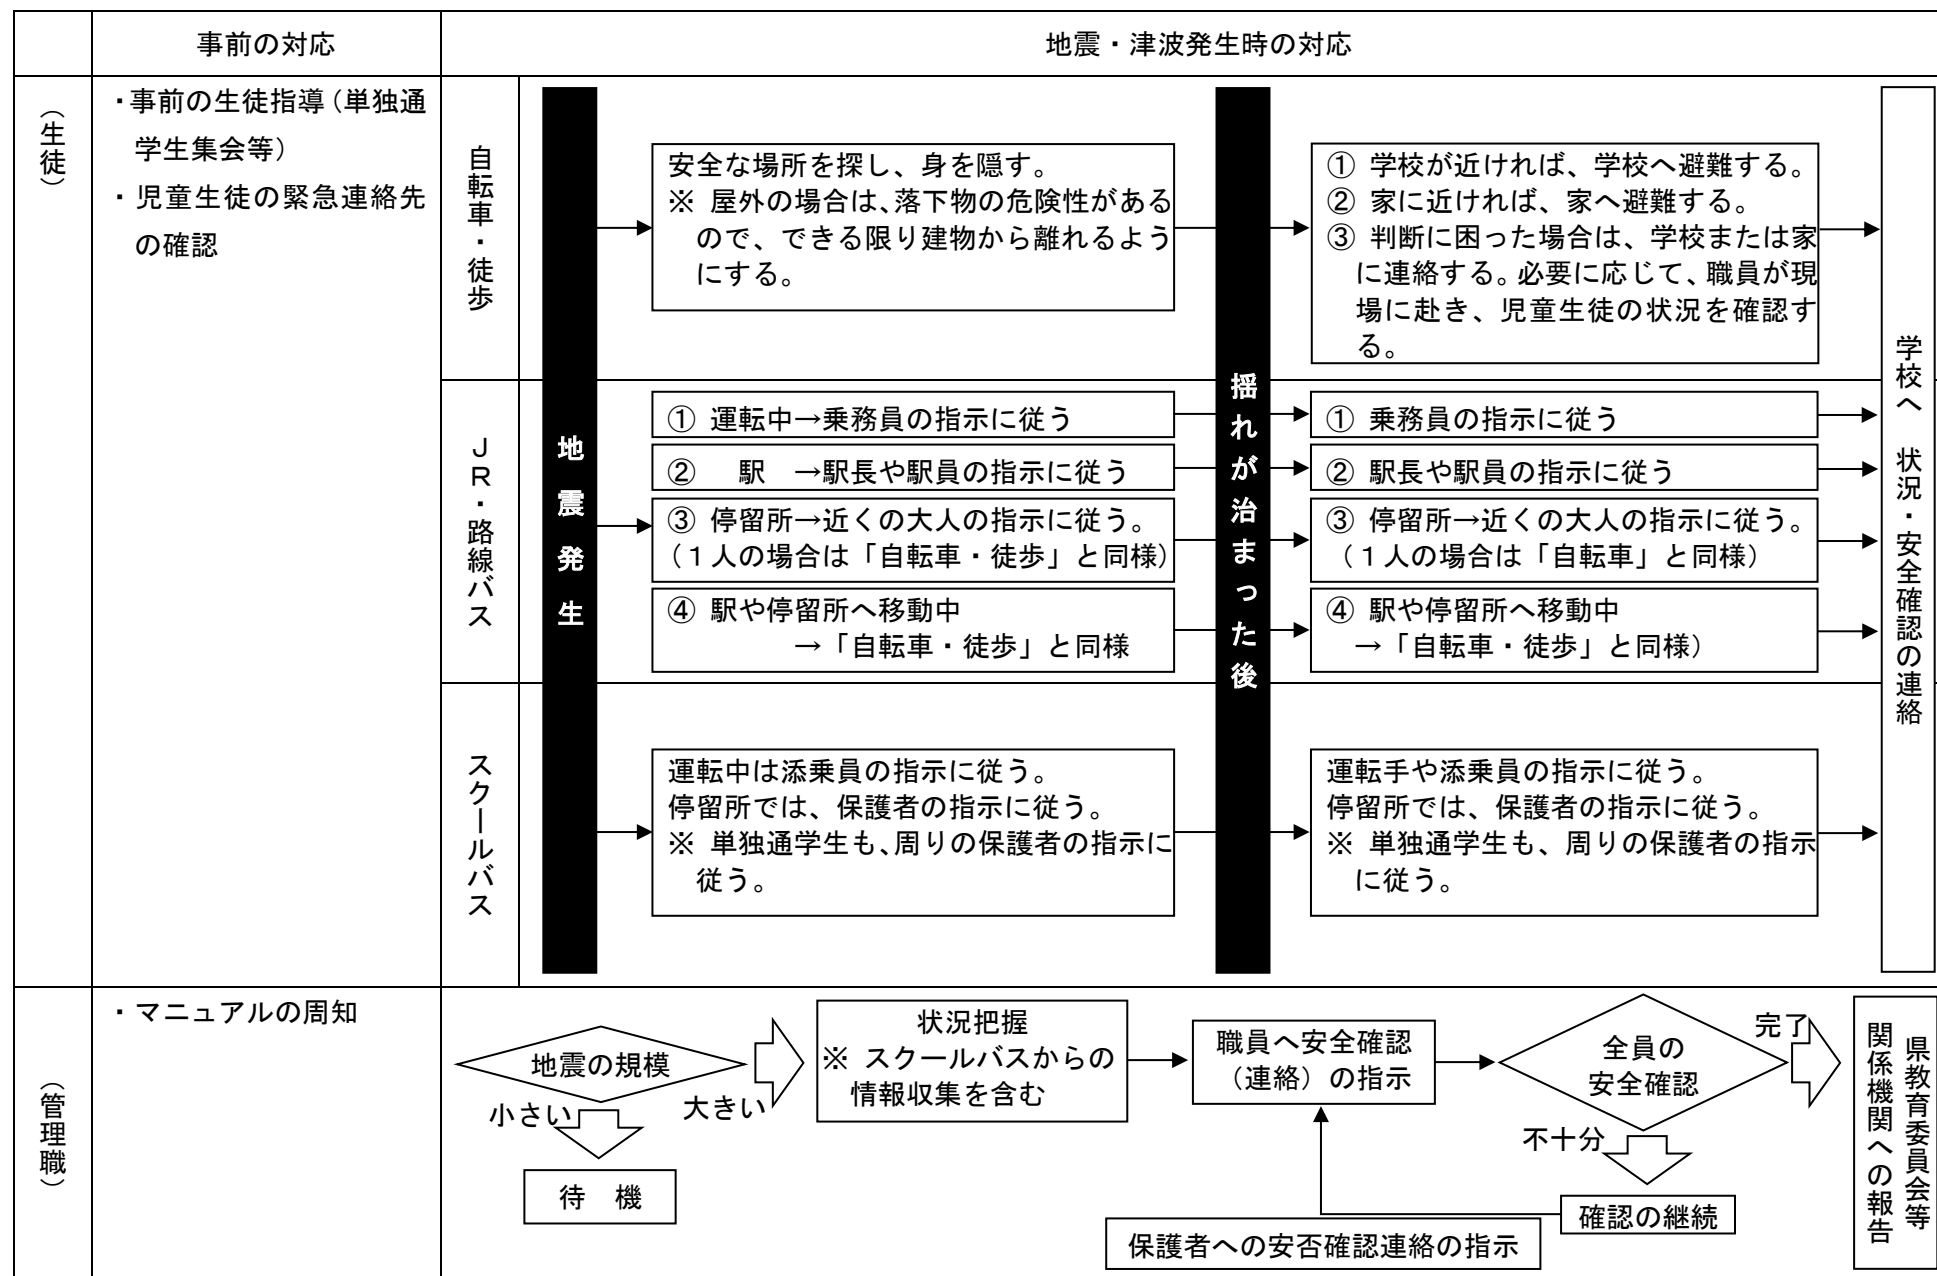 事前の対応
地震・津波発生時の対応
（生徒）
・事前の生徒指導（単独通
学生集会等）
・児童生徒の緊急連絡先
の確認
自転車・徒歩
地震発生
安全な場所を探し、身を隠す。
※ 屋外の場合は、落下物の危険性がある
ので、できる限り建物から離れるよう
にする。
揺れが治まった後
① 学校が近ければ、学校へ避難する。
② 家に近ければ、家へ避難する。
③ 判断に困った場合は、学校または家
に連絡する。必要に応じて、職員が現
場に赴き、児童生徒の状況を確認す
る。
学校へ 状況・安全確認の連絡
ＪＲ・路線バス
① 運転中→乗務員の指示に従う
② 駅 →駅長や駅員の指示に従う
③ 停留所→近くの大人の指示に従う。
（１人の場合は「自転車・徒歩」と同様）
④ 駅や停留所へ移動中
→「自転車・徒歩」と同様
① 乗務員の指示に従う
② 駅長や駅員の指示に従う
③ 停留所→近くの大人の指示に従う。
（１人の場合は「自転車」と同様）
④ 駅や停留所へ移動中
→「自転車・徒歩」と同様）
スクールバス
運転中は添乗員の指示に従う。
停留所では、保護者の指示に従う。
※ 単独通学生も、周りの保護者の指示に
従う。
運転手や添乗員の指示に従う。
停留所では、保護者の指示に従う。
※ 単独通学生も、周りの保護者の指示
に従う。
（管理職）
・マニュアルの周知
地震の規模
小さい
大きい
待 機
状況把握
※ スクールバスからの
情報収集を含む
職員へ安全確認
（連絡）の指示
全員の
安全確認
完了
不十分
確認の継続
保護者への安否確認連絡の指示
県教育委員会等
関係機関への報告